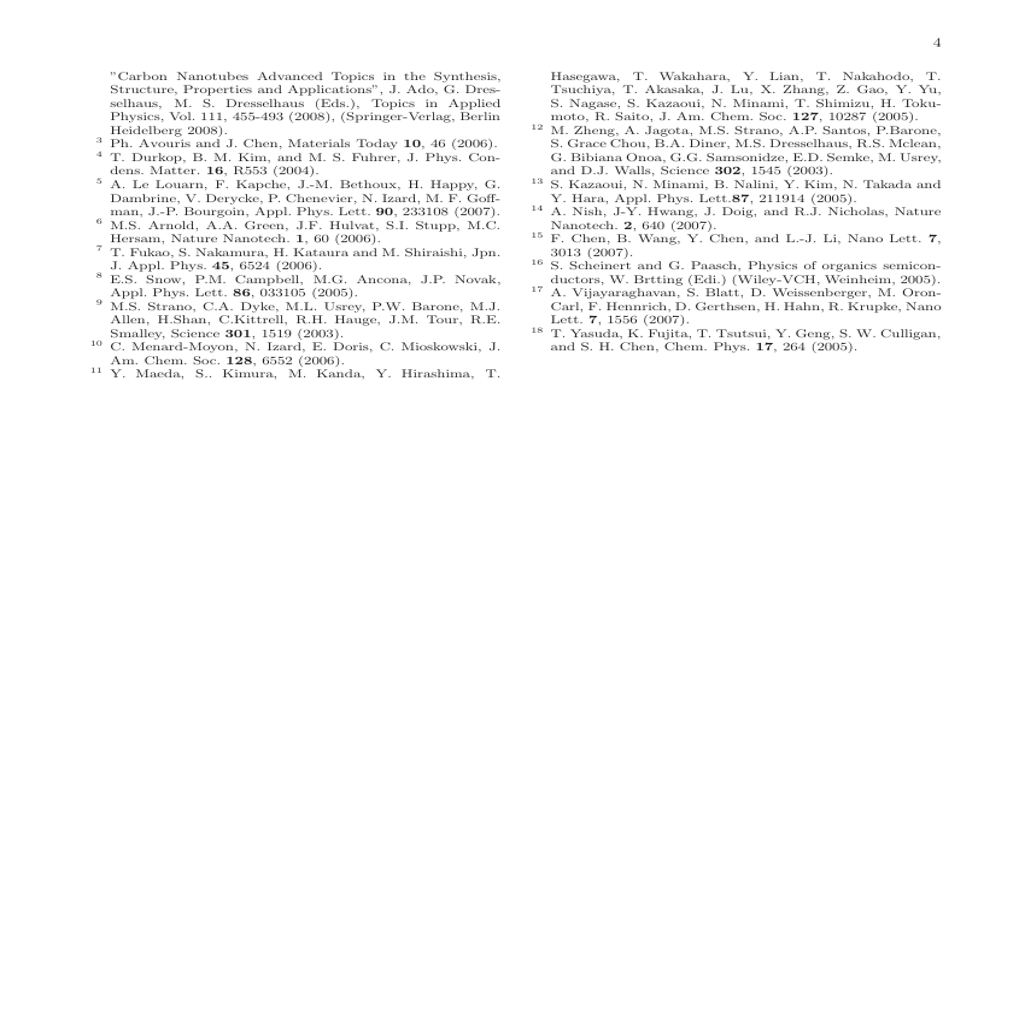 4
”Carbon Nanotubes Advanced Topics in the Synthesis,
Structure, Properties and Applications”, J. Ado, G. Dres-
selhaus, M. S. Dresselhaus (Eds.), Topics in Applied
Physics, Vol. 111, 455-493 (2008), (Springer-Verlag, Berlin
Heidelberg 2008).
3 Ph. Avouris and J. Chen, Materials Today 10, 46 (2006).
4 T. Durkop, B. M. Kim, and M. S. Fuhrer, J. Phys. Con-
dens. Matter. 16, R553 (2004).
5 A. Le Louarn, F. Kapche, J.-M. Bethoux, H. Happy, G.
Dambrine, V. Derycke, P. Chenevier, N. Izard, M. F. Goff-
man, J.-P. Bourgoin, Appl. Phys. Lett. 90, 233108 (2007).
6 M.S. Arnold, A.A. Green, J.F. Hulvat, S.I. Stupp, M.C.
Hersam, Nature Nanotech. 1, 60 (2006).
7 T. Fukao, S. Nakamura, H. Kataura and M. Shiraishi, Jpn.
J. Appl. Phys. 45, 6524 (2006).
8 E.S. Snow, P.M. Campbell, M.G. Ancona, J.P. Novak,
Appl. Phys. Lett. 86, 033105 (2005).
9 M.S. Strano, C.A. Dyke, M.L. Usrey, P.W. Barone, M.J.
Allen, H.Shan, C.Kittrell, R.H. Hauge, J.M. Tour, R.E.
Smalley, Science 301, 1519 (2003).
10 C. Menard-Moyon, N. Izard, E. Doris, C. Mioskowski, J.
Am. Chem. Soc. 128, 6552 (2006).
11 Y. Maeda, S.. Kimura, M. Kanda, Y. Hirashima, T.
Hasegawa, T. Wakahara, Y. Lian, T. Nakahodo, T.
Tsuchiya, T. Akasaka, J. Lu, X. Zhang, Z. Gao, Y. Yu,
S. Nagase, S. Kazaoui, N. Minami, T. Shimizu, H. Toku-
moto, R. Saito, J. Am. Chem. Soc. 127, 10287 (2005).
12 M. Zheng, A. Jagota, M.S. Strano, A.P. Santos, P.Barone,
S. Grace Chou, B.A. Diner, M.S. Dresselhaus, R.S. Mclean,
G. Bibiana Onoa, G.G. Samsonidze, E.D. Semke, M. Usrey,
and D.J. Walls, Science 302, 1545 (2003).
13 S. Kazaoui, N. Minami, B. Nalini, Y. Kim, N. Takada and
Y. Hara, Appl. Phys. Lett.87, 211914 (2005).
14 A. Nish, J-Y. Hwang, J. Doig, and R.J. Nicholas, Nature
Nanotech. 2, 640 (2007).
15 F. Chen, B. Wang, Y. Chen, and L.-J. Li, Nano Lett. 7,
3013 (2007).
16 S. Scheinert and G. Paasch, Physics of organics semicon-
ductors, W. Brtting (Edi.) (Wiley-VCH, Weinheim, 2005).
17 A. Vijayaraghavan, S. Blatt, D. Weissenberger, M. Oron-
Carl, F. Hennrich, D. Gerthsen, H. Hahn, R. Krupke, Nano
Lett. 7, 1556 (2007).
18 T. Yasuda, K. Fujita, T. Tsutsui, Y. Geng, S. W. Culligan,
and S. H. Chen, Chem. Phys. 17, 264 (2005).